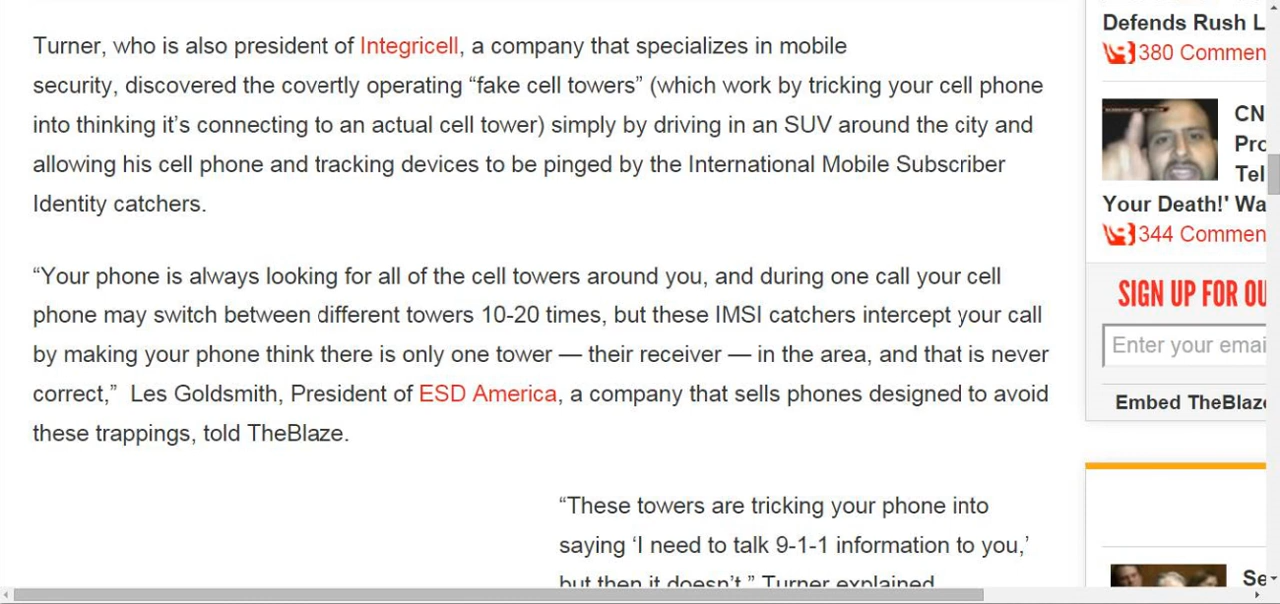 Turner, who is also president of Integricell, a company that specializes in mobile
security, discovered the covertly operating “fake cell towers” (which work by tricking your cell phone
into thinking it’s connecting to an actual cell tower) simply by driving in an SUV around the city and
allowing his cell phone and tracking devices to be pinged by the International Mobile Subscriber
Identity catchers.
“Your phone is always looking for all of the cell towers around you, and during one call your cell
phone may switch between different towers 10-20 times, but these IMSI catchers intercept your call
by making your phone think there is only one tower — their receiver — in the area, and that is never
correct,”  Les Goldsmith, President of ESD America, a company that sells phones designed to avoid
these trappings, told TheBlaze.
“These towers are tricking your phone into
saying ‘I need to talk 9-1-1 information to you,’
but then it doesn’t,” Turner explained
Defends Rush L
380 Commen
CN
Pro
Tel
Your Death!' Wa
344 Commen
SIGN UP FOR OU
Enter your emai
Embed TheBlaze
Se